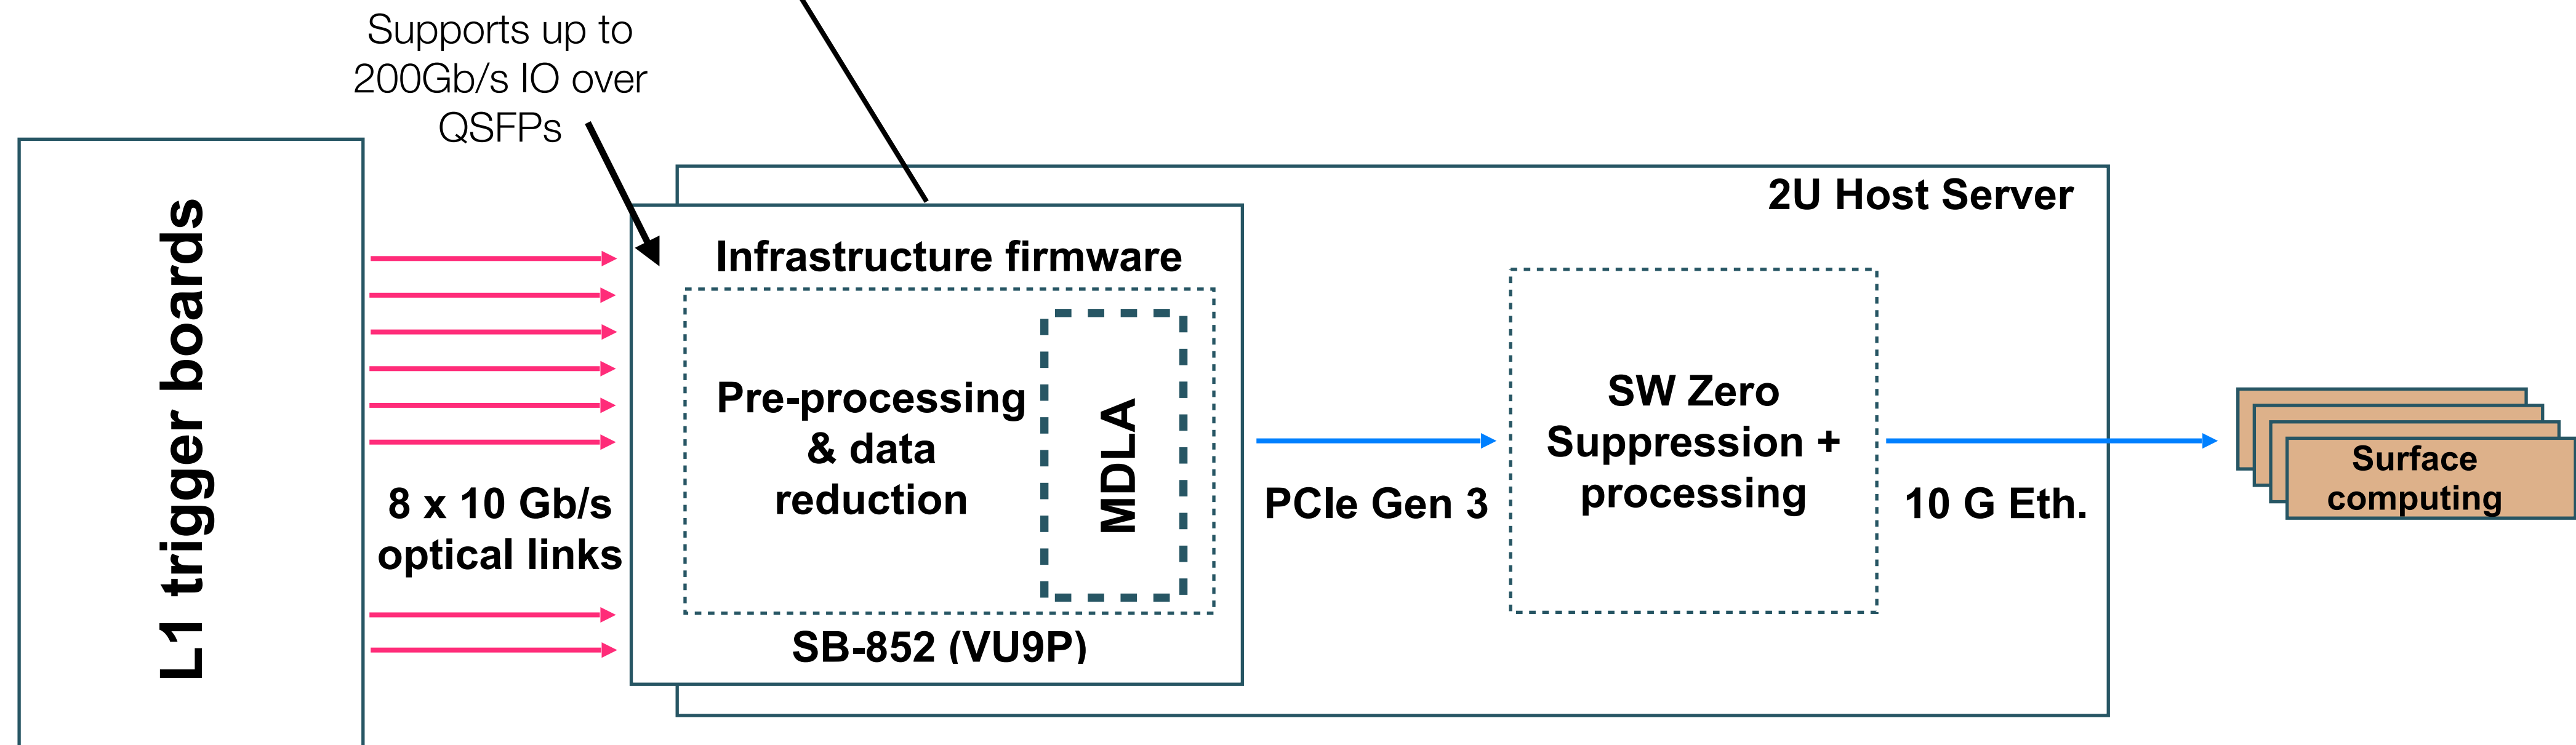 Supports up to
200Gb/s IO over
QSFPs
L1 trigger boards
8 x 10 Gb/s
optical links
2U Host Server
Infrastructure firmware
Pre-processing
& data
reduction
MDLA
SB-852 (VU9P)
PCIe Gen 3
SW Zero
Suppression +
processing
10 G Eth.
Surface
computing